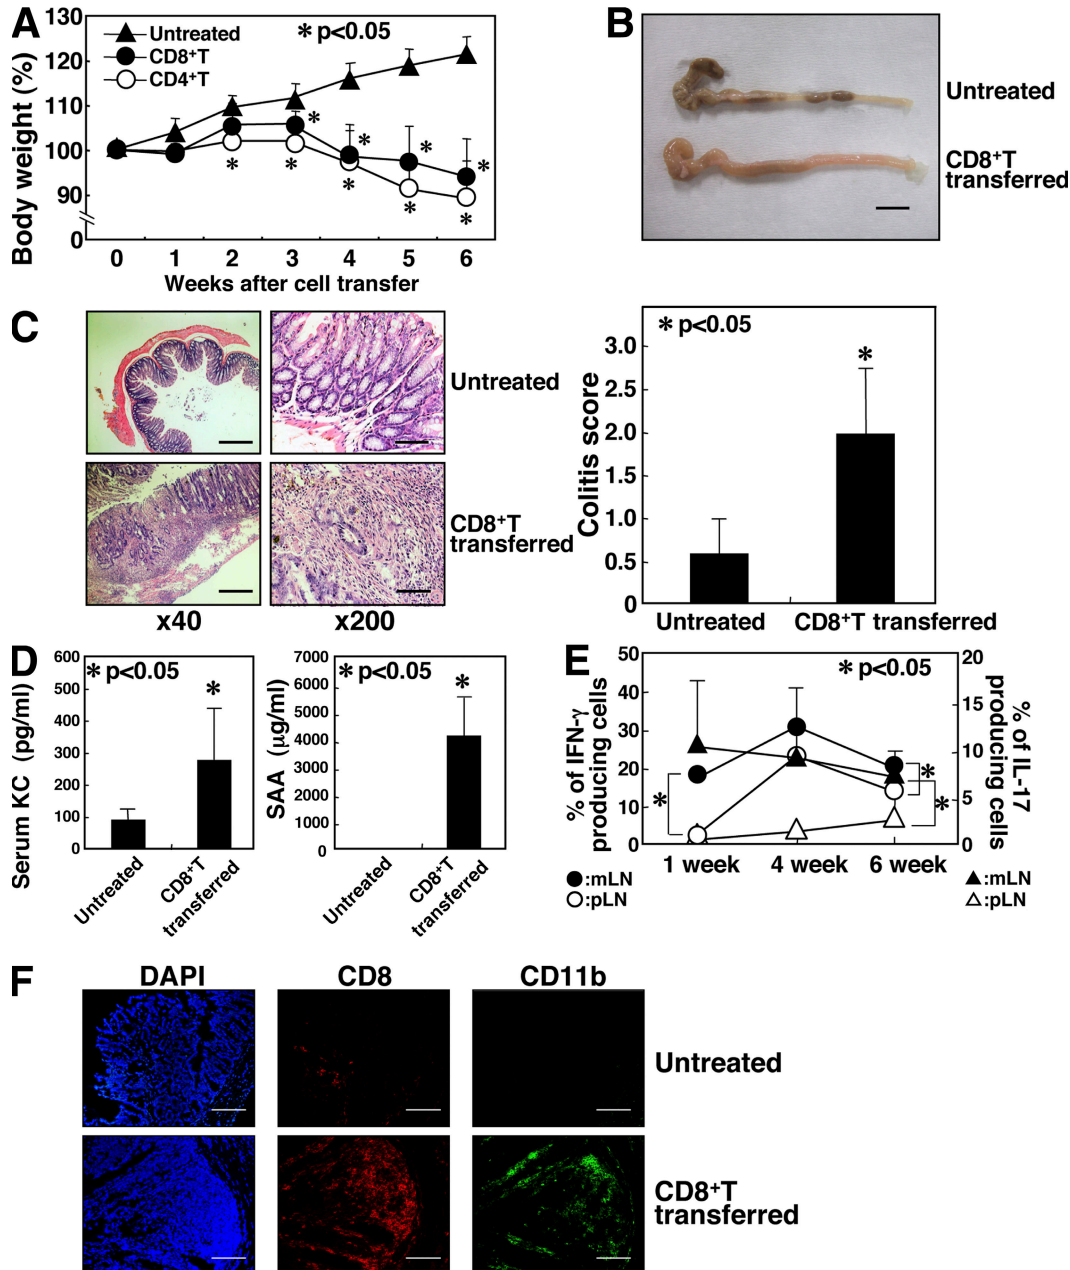 A
130
120
110
100
90
0
Body weight (%)
Untreated
CD8+T
CD4+T
* p<0.05
*
*
*
*
*
*
*
*
*
0
1
2
3
4
5
6
Weeks after cell transfer
B
Untreated
CD8+T
transferred
C
Untreated
CD8+T
transferred
x40
x200
* p<0.05
*
Colitis score
3.0
2.5
2.0
1.5
1.0
0.5
0
Untreated
CD8+T transferred
D
Serum KC (pg/ml)
600
500
400
300
200
100
0
* p<0.05
*
Untreated
CD8+T
transferred
SAA (μg/ml)
7000
6000
5000
4000
3000
2000
1000
0
* p<0.05
*
Untreated
CD8+T
transferred
E
% of IFN-γ
producing cells
50
40
30
20
10
0
* p<0.05
*
*
*
20
15
10
5
0
% of IL-17
producing cells
1 week
4 week
6 week
:mLN
:pLN
:mLN
:pLN
F
DAPI
CD8
CD11b
Untreated
CD8+T
transferred